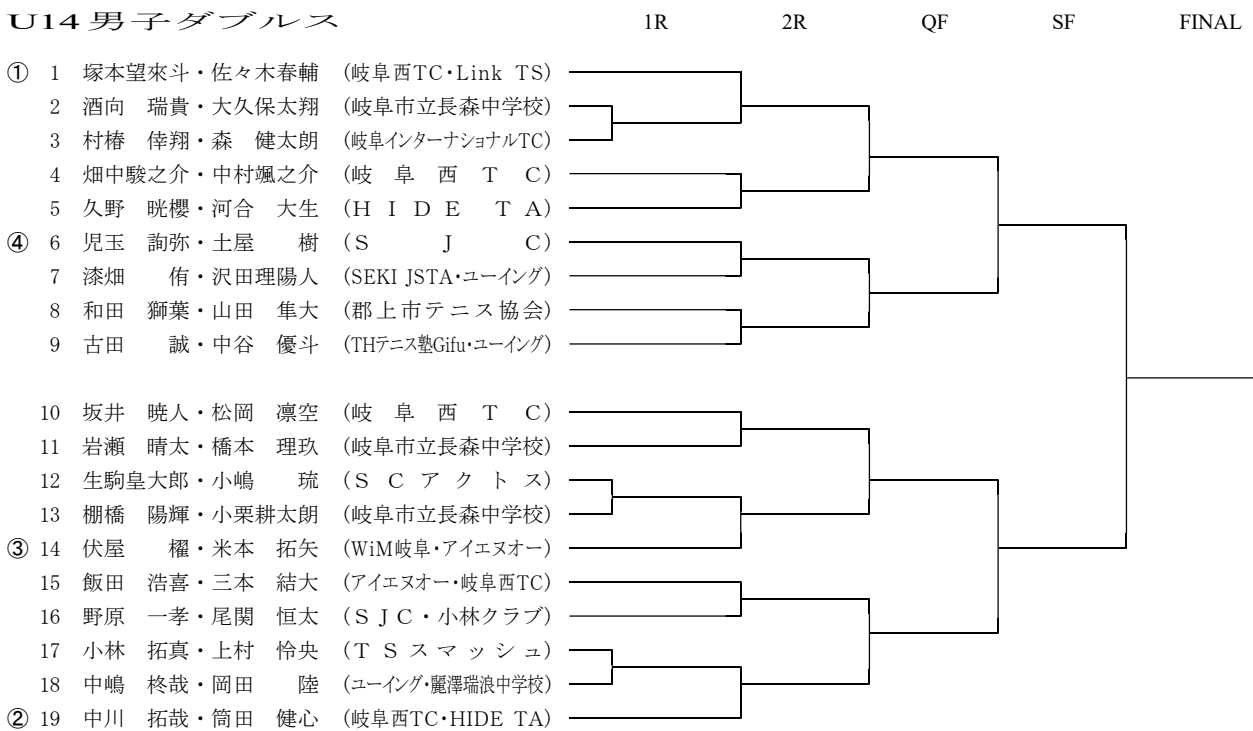 U14男子ダブルス 1R 2R QF SF FINAL
① 1 塚本望來斗・佐々木春輔 (岐阜西TC・Link TS)
2 酒向 瑞貴・大久保太翔 (岐阜市立長森中学校)
3 村椿 倖翔・森 健太朗 (岐阜インターナショナルTC)
4 畑中駿之介・中村颯之介 (岐阜西TC)
5 久野 晄櫻・河合 大生 (HIDE TA)
④ 6 児玉 詢弥・土屋 樹 (SJC)
7 漆畑 侑・沢田理陽人 (SEKI JSTA・ユーイング)
8 和田 獅葉・山田 隼大 (郡上市テニス協会)
9 古田 誠・中谷 優斗 (THテニス塾Gifu・ユーイング)
10 坂井 暁人・松岡 凛空 (岐阜西TC)
11 岩瀬 晴太・橋本 理玖 (岐阜市立長森中学校)
12 生駒皇大郎・小嶋 琉 (SCアクトス)
13 棚橋 陽輝・小栗耕太朗 (岐阜市立長森中学校)
③ 14 伏屋 櫂・米本 拓矢 (WiM岐阜・アイエヌオー)
15 飯田 浩喜・三本 結大 (アイエヌオー・岐阜西TC)
16 野原 一孝・尾関 恒太 (SJC・小林クラブ)
17 小林 拓真・上村 怜央 (TSスマッシュ)
18 中嶋 柊哉・岡田 陸 (ユーイング・麗澤瑞浪中学校)
② 19 中川 拓哉・筒田 健心 (岐阜西TC・HIDE TA)